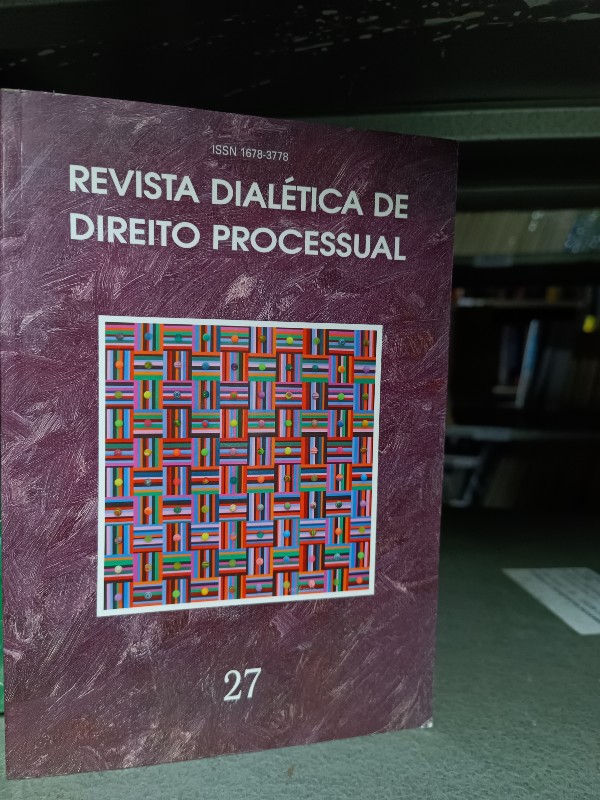 ISSN 1678-3778
REVISTA DIALÉTICA DE
DIREITO PROCESSUAL
27